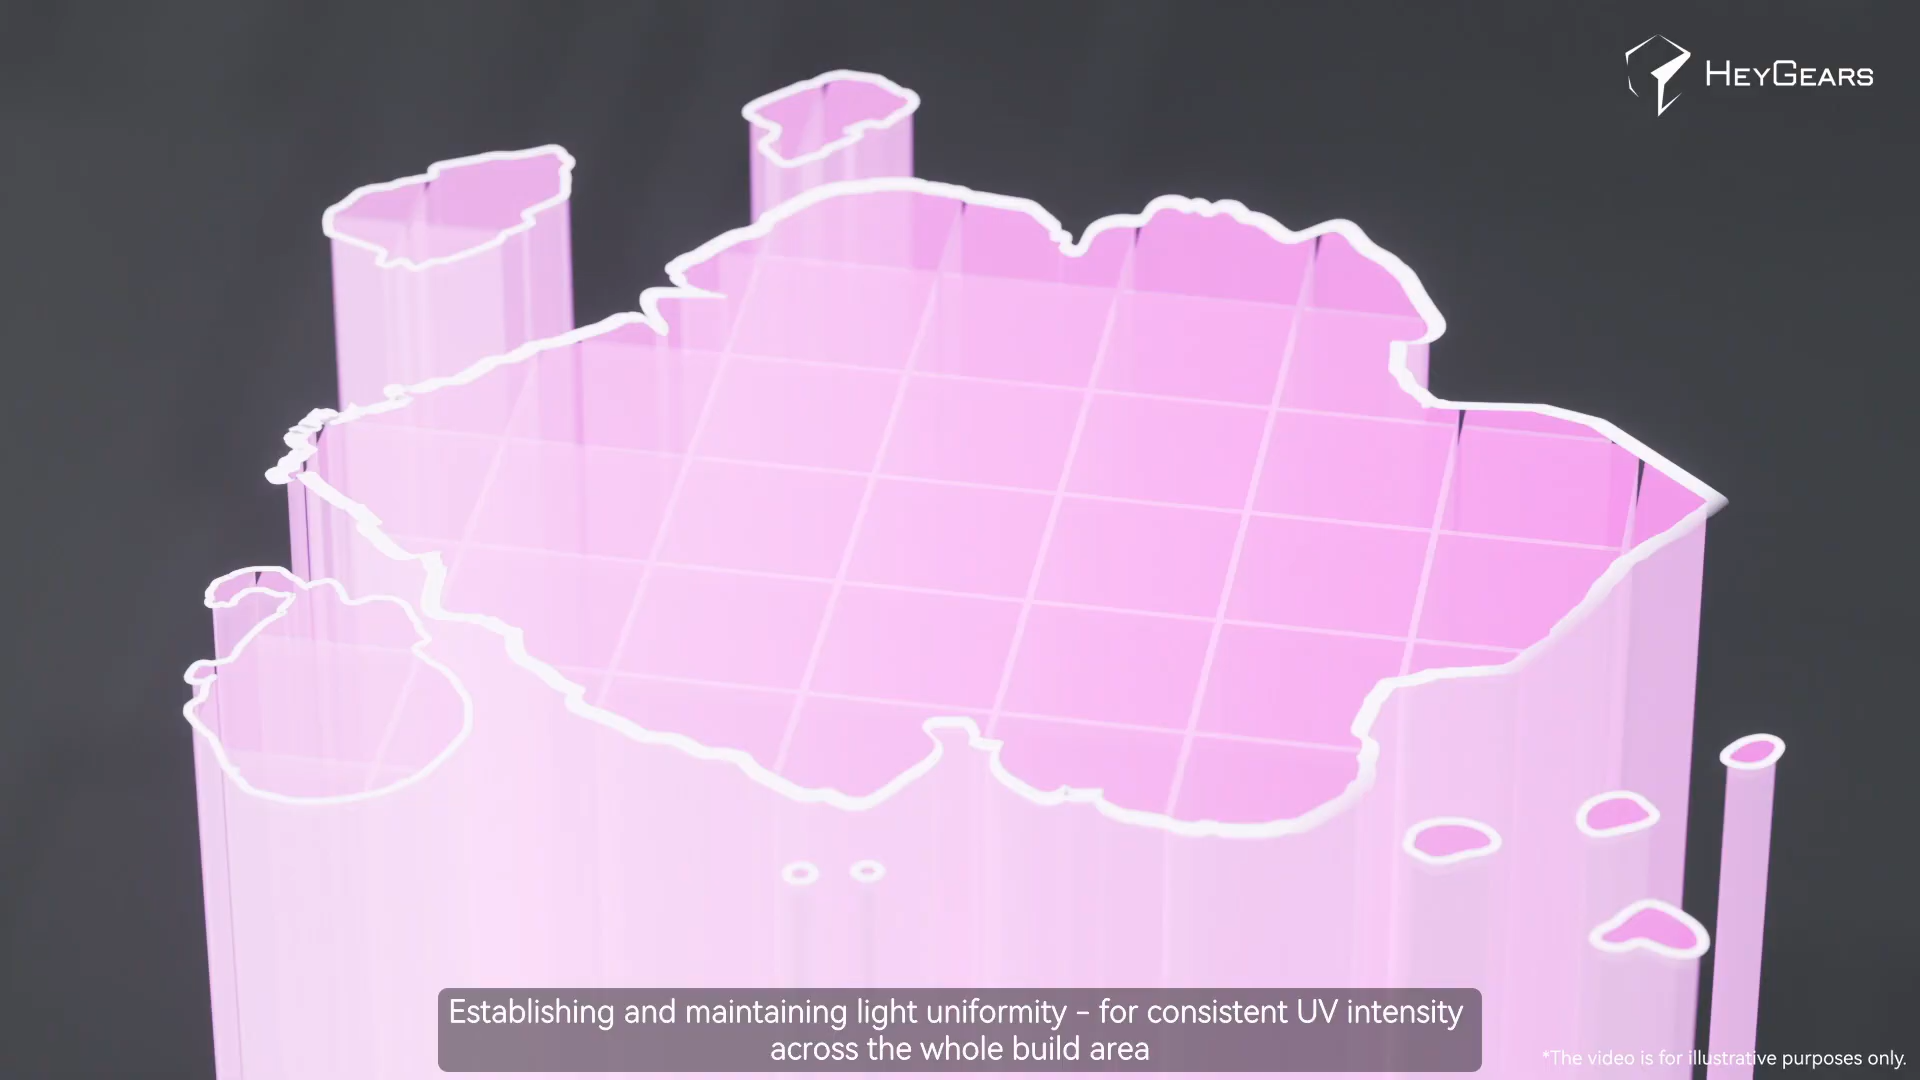 HEYGEARS
Establishing and maintaining light uniformity - for consistent UV intensity
across the whole build area
*The video is for illustrative purposes only.